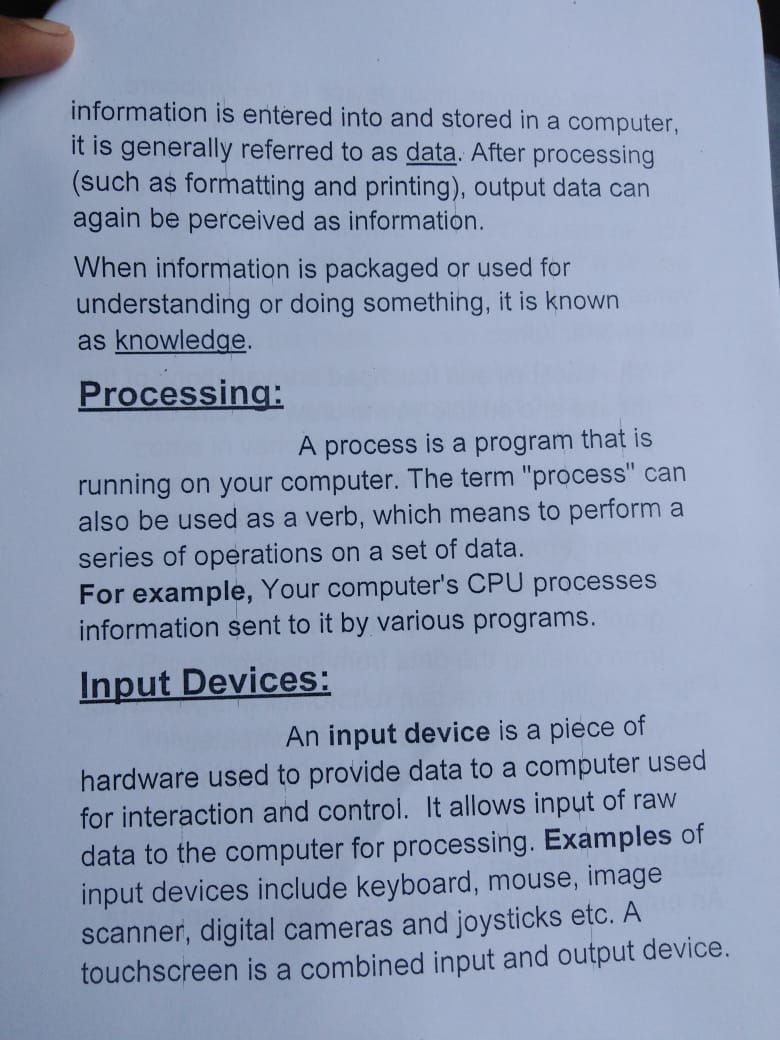 information is entered into and stored in a computer,
it is generally referred to as data. After processing
(such as formatting and printing), output data can
again be perceived as information.
When information is packaged or used for
understanding or doing something, it is known
as knowledge.
Processing:
A process is a program that is
running on your computer. The term "process" can
also be used as a verb, which means to perform a
series of operations on a set of data.
For example, Your computer's CPU processes
information sent to it by various programs.
Input Devices:
An input device is a piece of
hardware used to provide data to a computer used
for interaction and control. It allows input of raw
data to the computer for processing. Examples of
input devices include keyboard, mouse, image
scanner, digital cameras and joysticks etc. A
touchscreen is a combined input and output device.